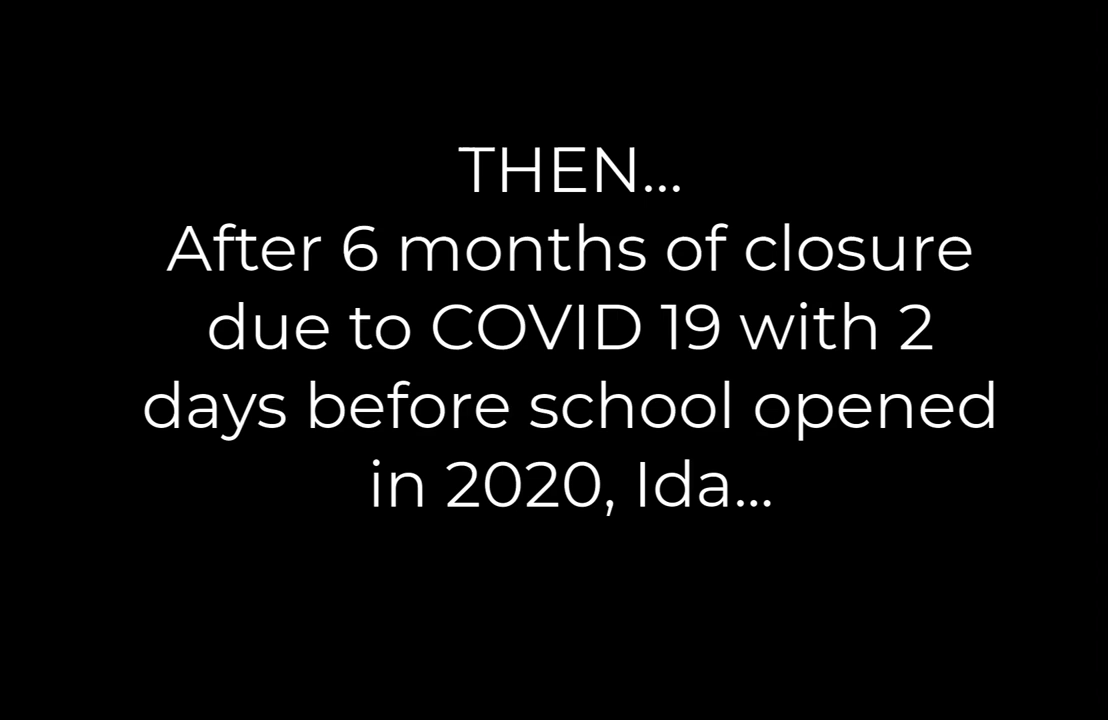 THEN...
After 6 months of closure
due to COVID 19 with 2
days before school opened
in 2020, Ida...